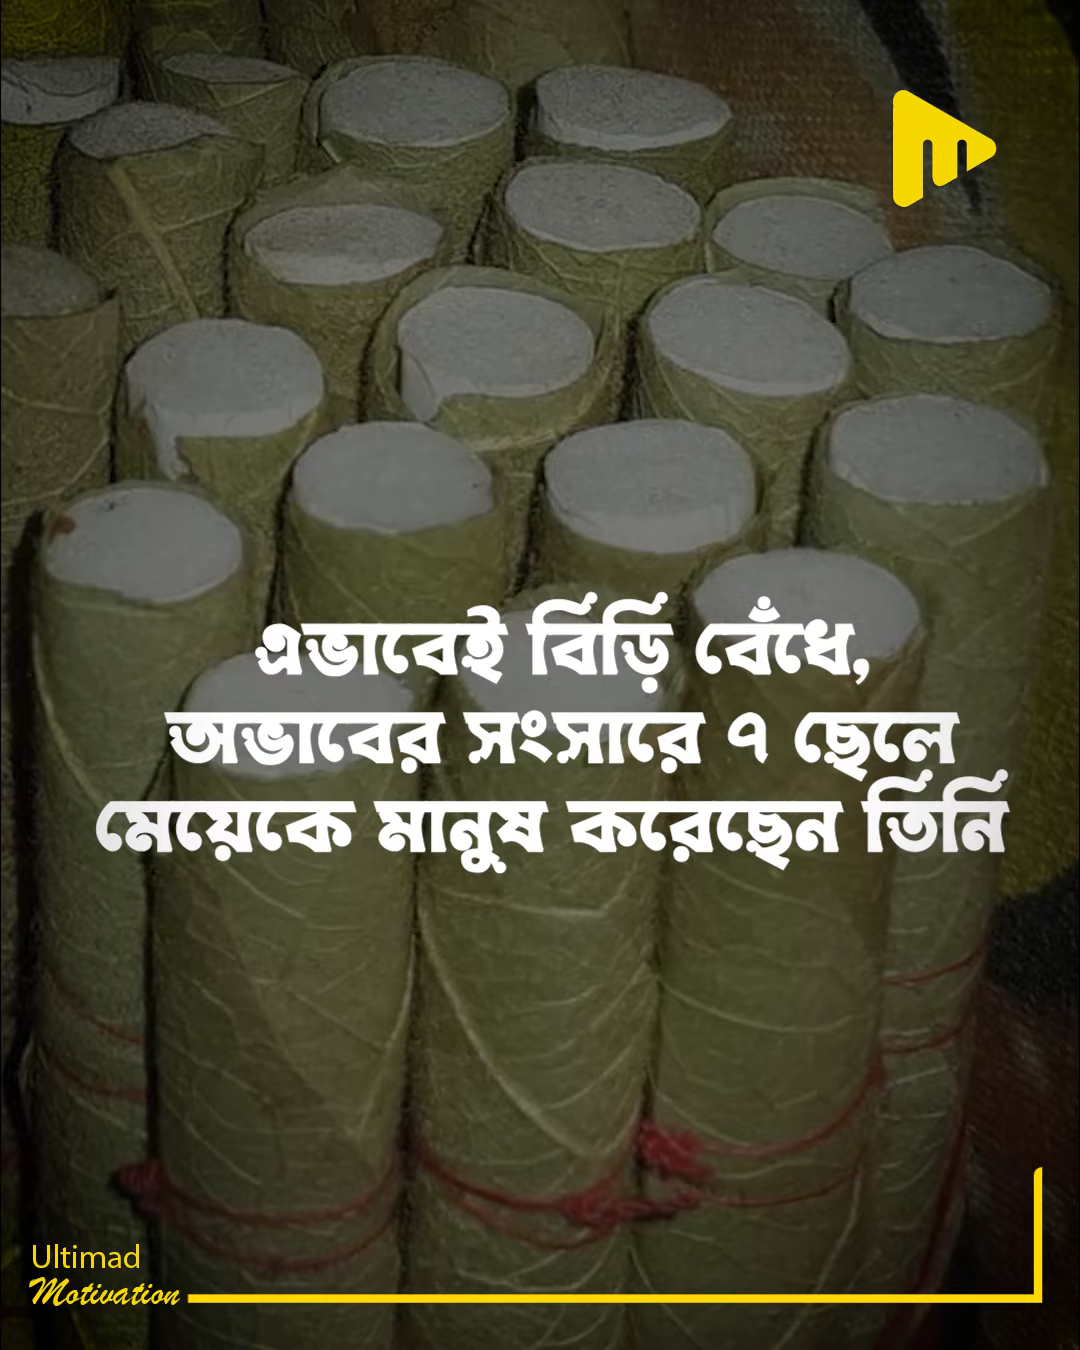 এভাবেই বিড়ি বেঁধে,
অভাবের সংসারে ৭ ছেলে
মেয়েকে মানুষ করেছেন তিনি
Ultimad
Motivation